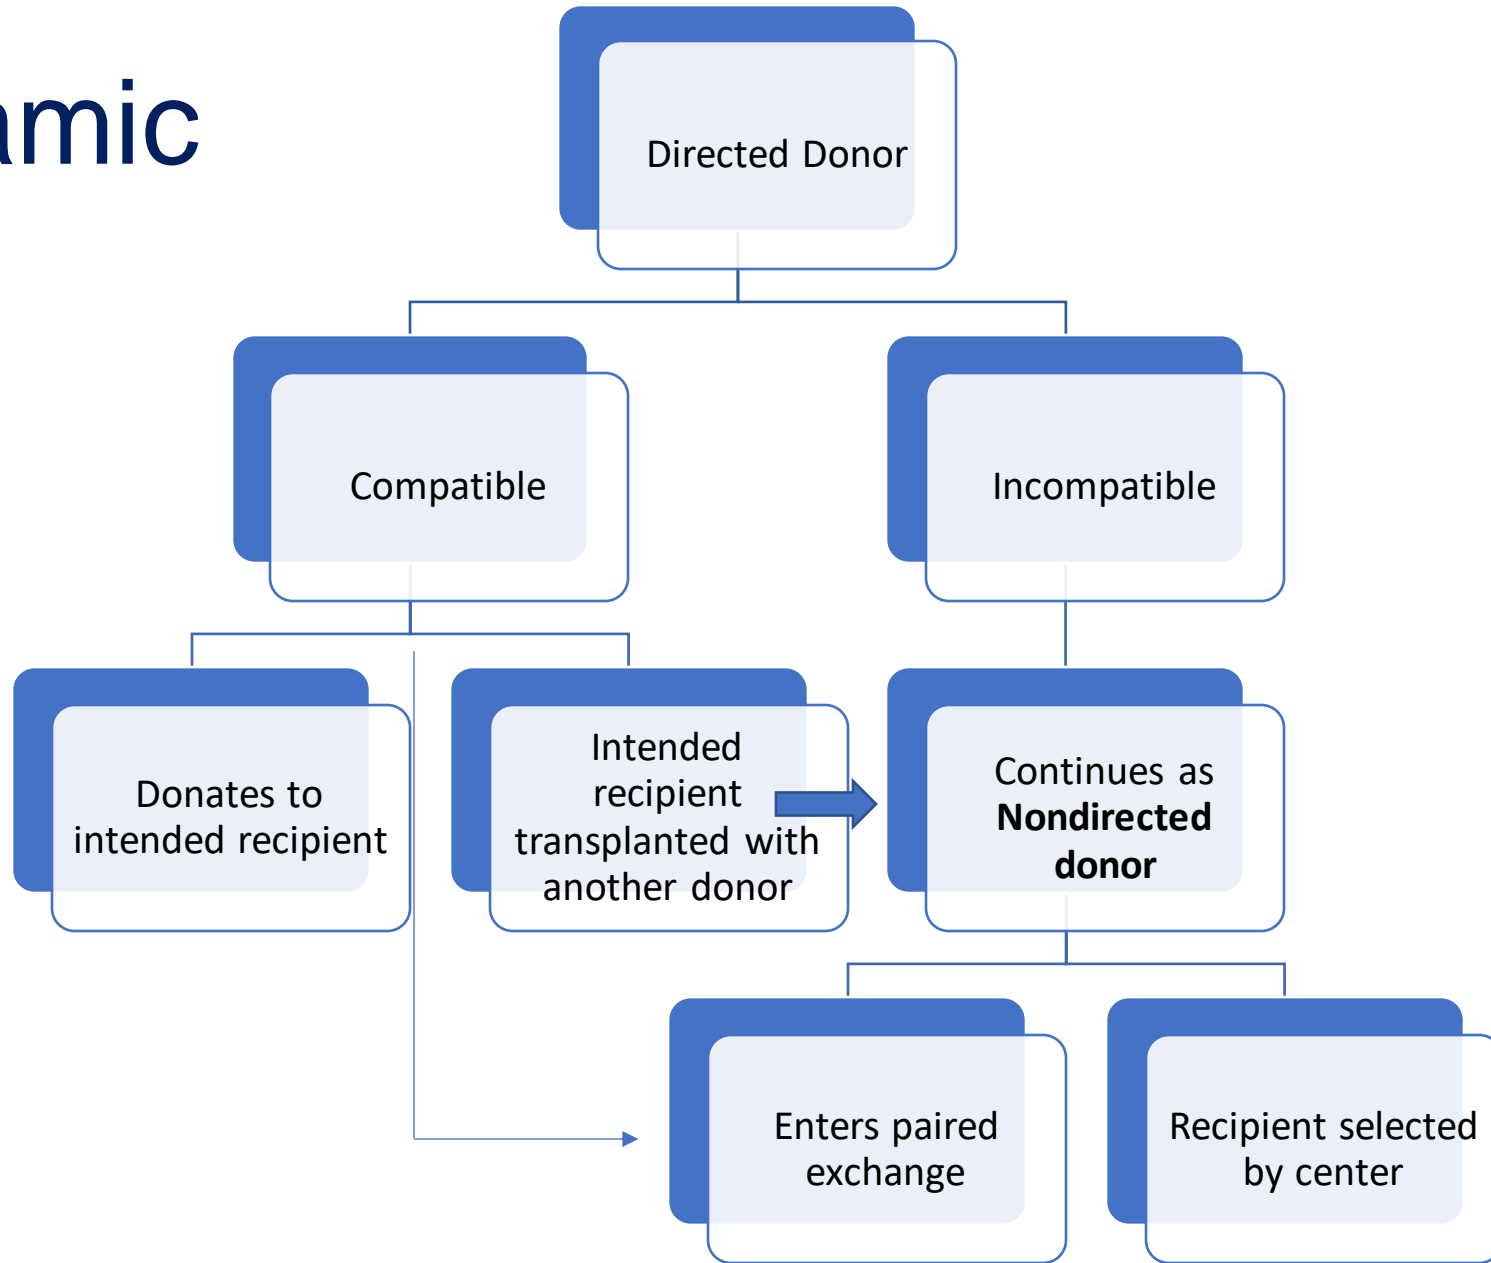 amic
Directed Donor
Compatible
Incompatible
Donates to
intended recipient
Intended
recipient
transplanted with
another donor
Continues as
Nondirected
donor
Enters paired
exchange
Recipient selected
by center